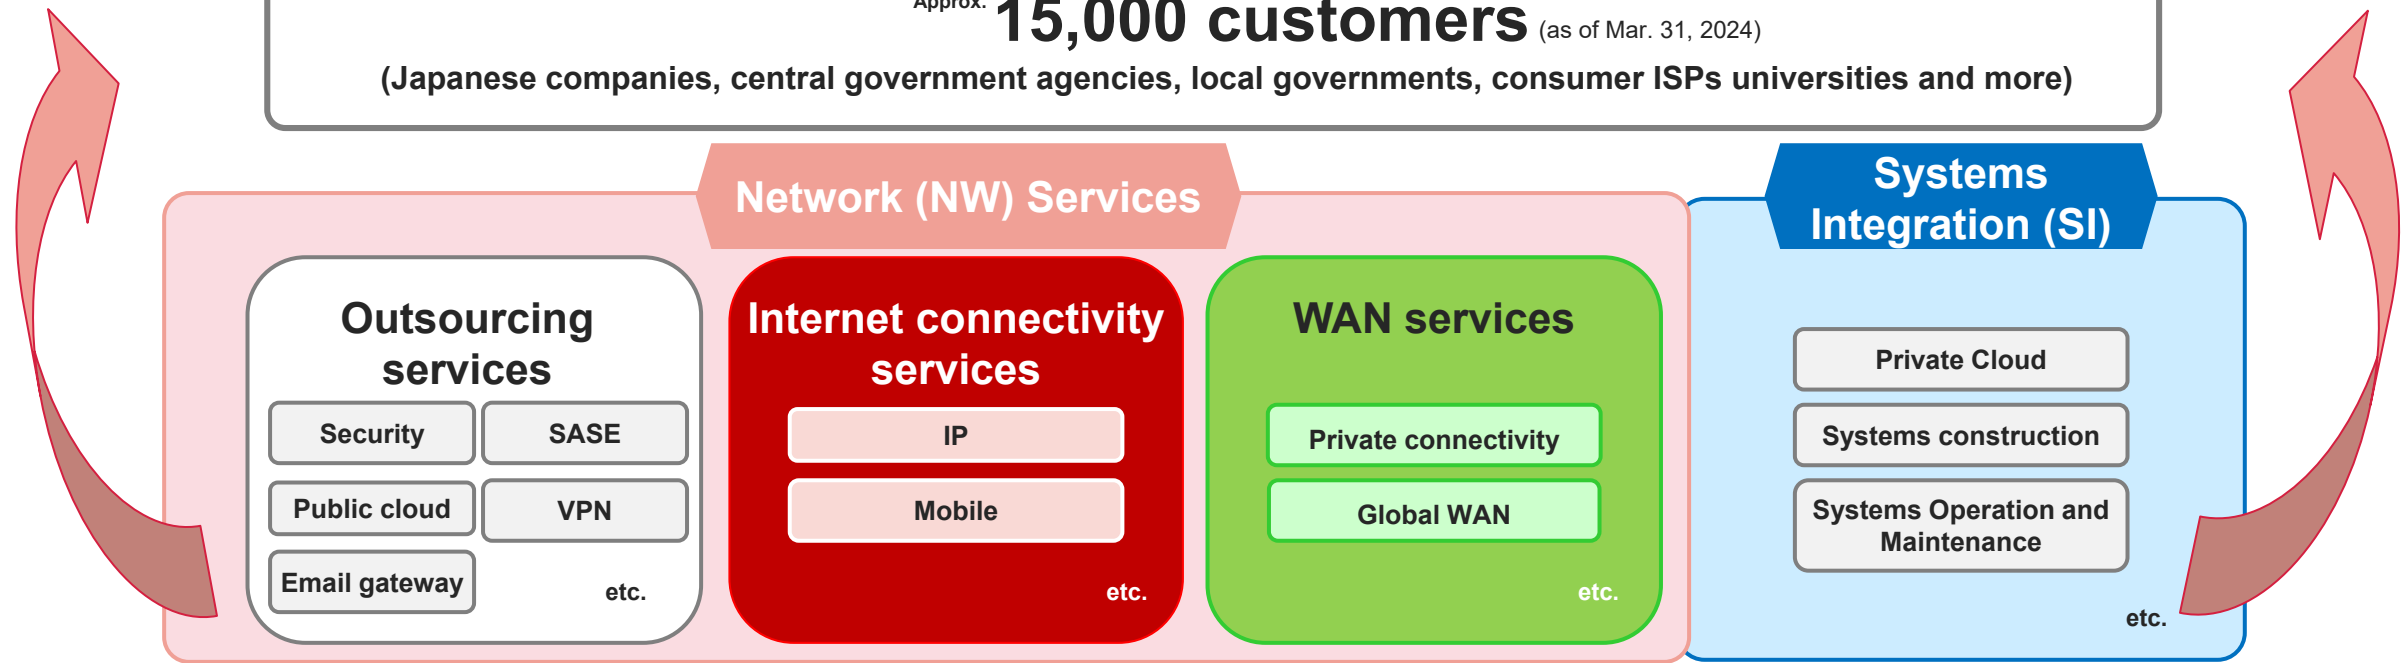 Approx. 15,000 customers (as of Mar. 31, 2024)
(Japanese companies, central government agencies, local governments, consumer ISPs universities and more)
Network (NW) Services
Systems
Integration (SI)
Outsourcing
services
Security
SASE
Public cloud
VPN
Email gateway
etc.
Internet connectivity
services
IP
Mobile
etc.
WAN services
Private connectivity
Global WAN
etc.
Private Cloud
Systems construction
Systems Operation and
Maintenance
etc.